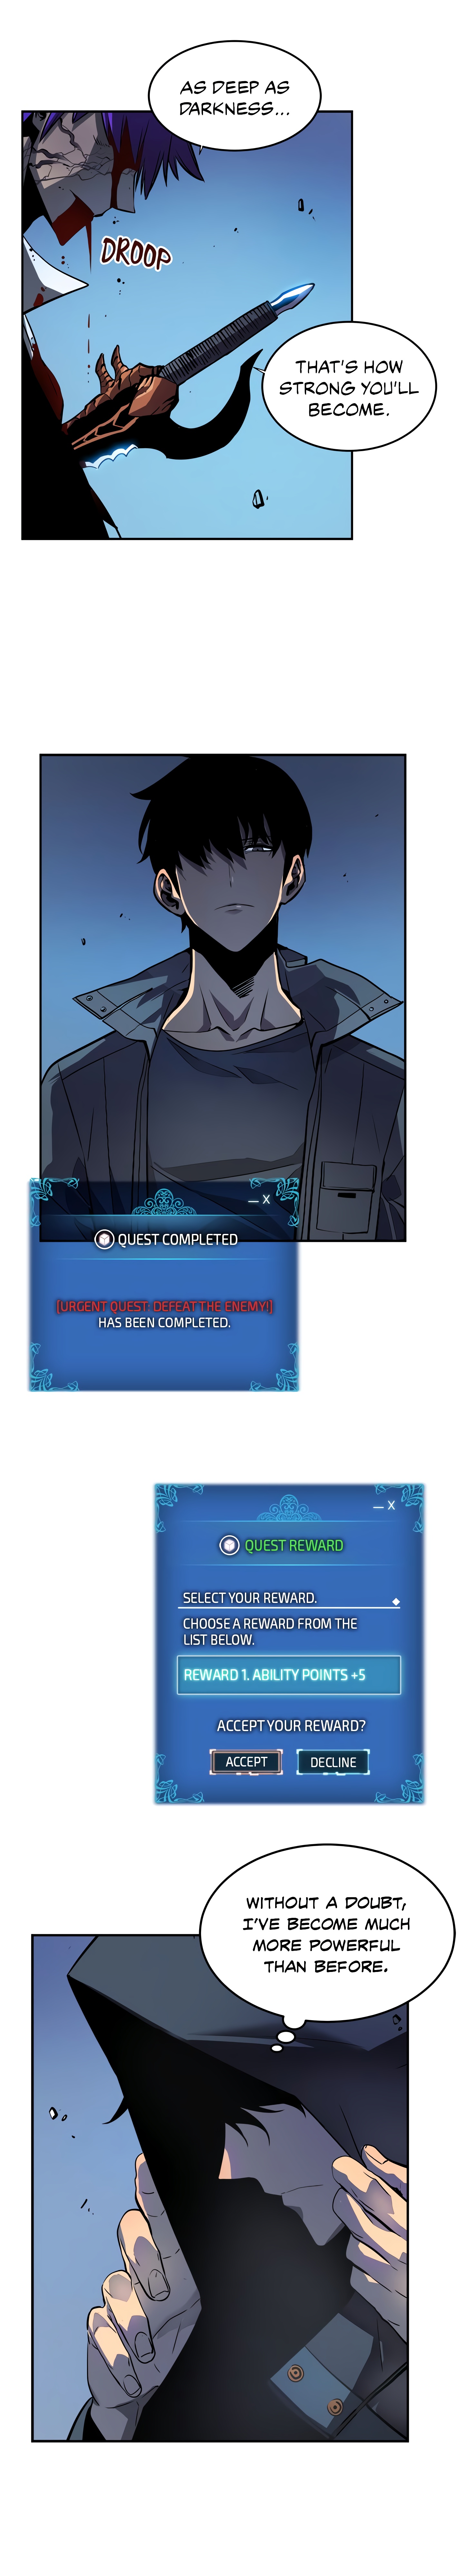 AS DEEP AS
DARKNESS...
DROOP
THAT'S HOW
STRONG YOU'LL
BECOME.
— X
QUEST COMPLETED
[URGENT QUEST: DEFEAT THE ENEMY!]
HAS BEEN COMPLETED.
— X
QUEST REWARD
SELECT YOUR REWARD.
CHOOSE A REWARD FROM THE
LIST BELOW.
REWARD 1. ABILITY POINTS +5
ACCEPT YOUR REWARD?
ACCEPT DECLINE
WITHOUT A DOUBT,
I'VE BECOME MUCH
MORE POWERFUL
THAN BEFORE.